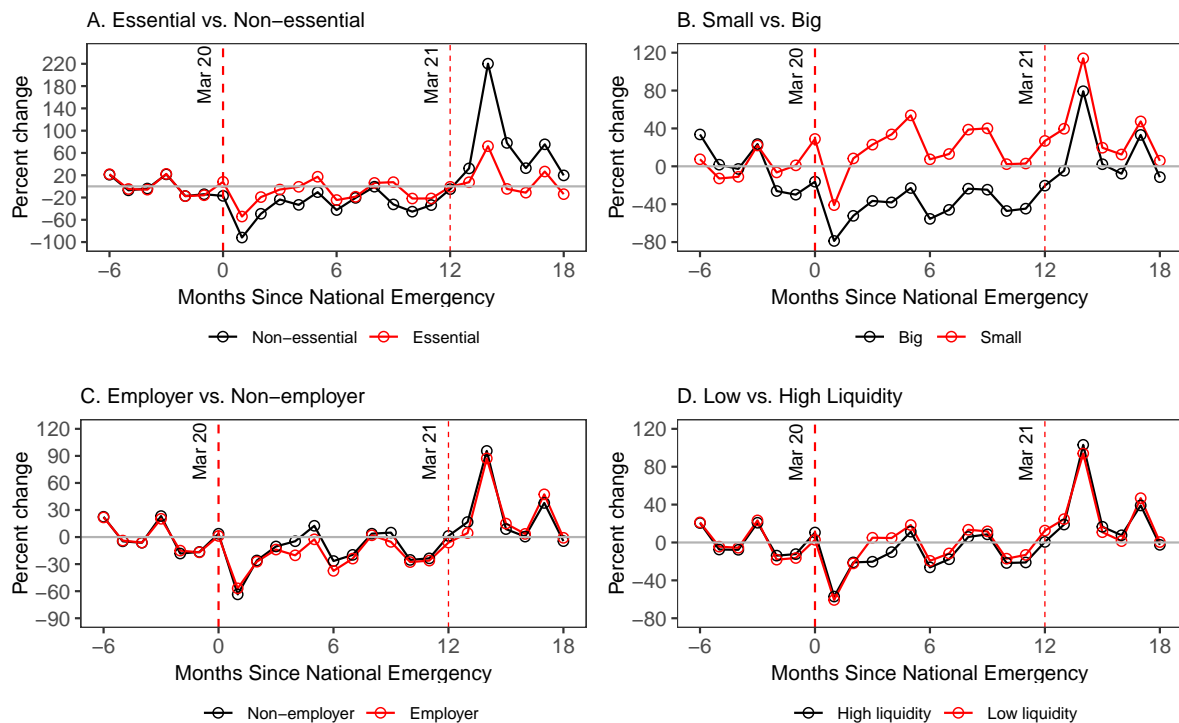 A. Essential vs. Non−essential
Percent change
220
180
140
100
60
20
−20
−60
−100
Mar 20
Mar 21
−6
0
6
12
18
Months Since National Emergency
Non−essential
Essential
B. Small vs. Big
Percent change
120
80
40
0
−40
−80
Mar 20
Mar 21
−6
0
6
12
18
Months Since National Emergency
Big
Small
C. Employer vs. Non−employer
Percent change
120
90
60
30
0
−30
−60
−90
Mar 20
Mar 21
−6
0
6
12
18
Months Since National Emergency
Non−employer
Employer
D. Low vs. High Liquidity
Percent change
120
80
40
0
−40
−80
Mar 20
Mar 21
−6
0
6
12
18
Months Since National Emergency
High liquidity
Low liquidity